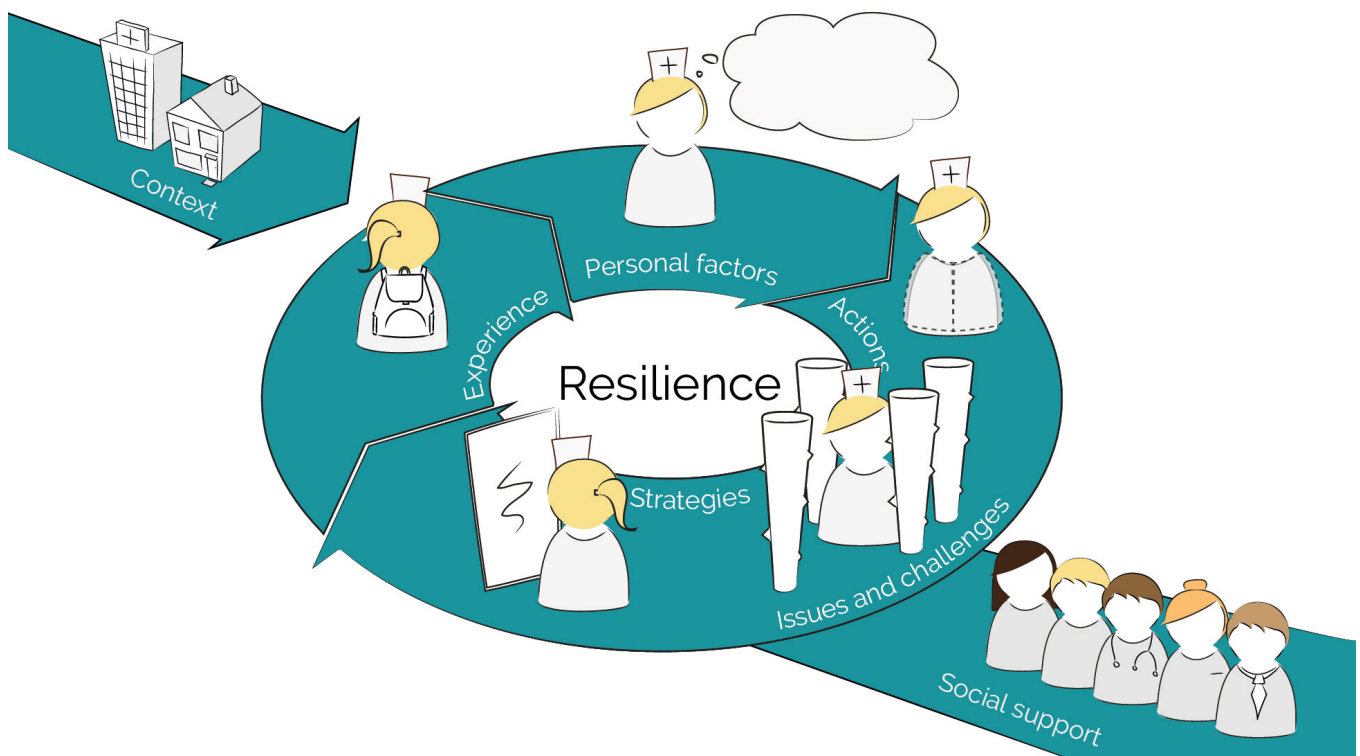 Context
Personal factors
Experience
Actions
Resilience
Strategies
Issues and challenges
Social support